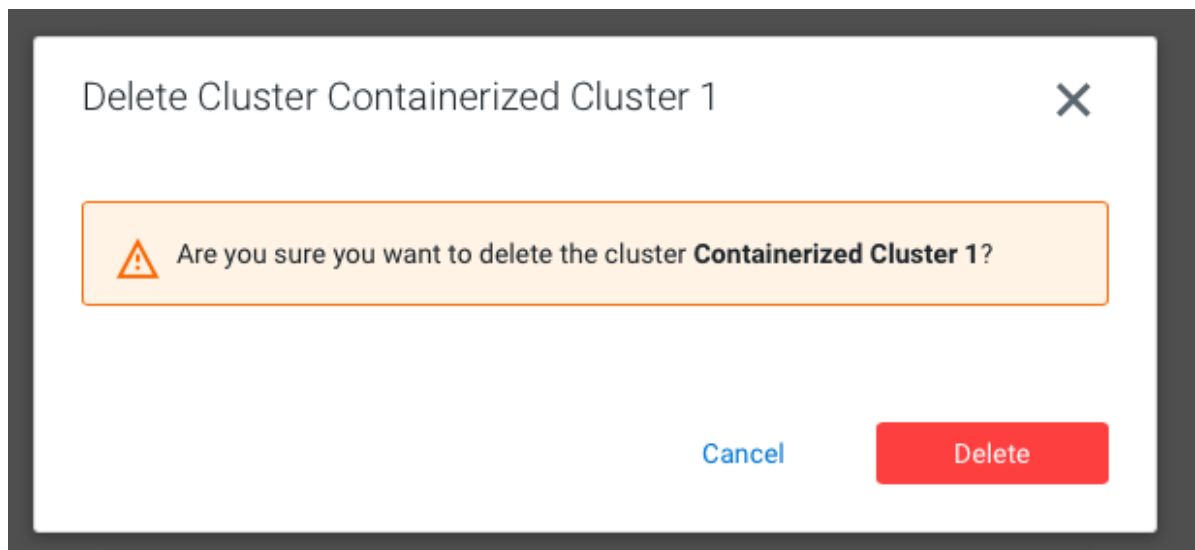 Delete Cluster Containerized Cluster 1
Are you sure you want to delete the cluster Containerized Cluster 1?
Cancel
Delete